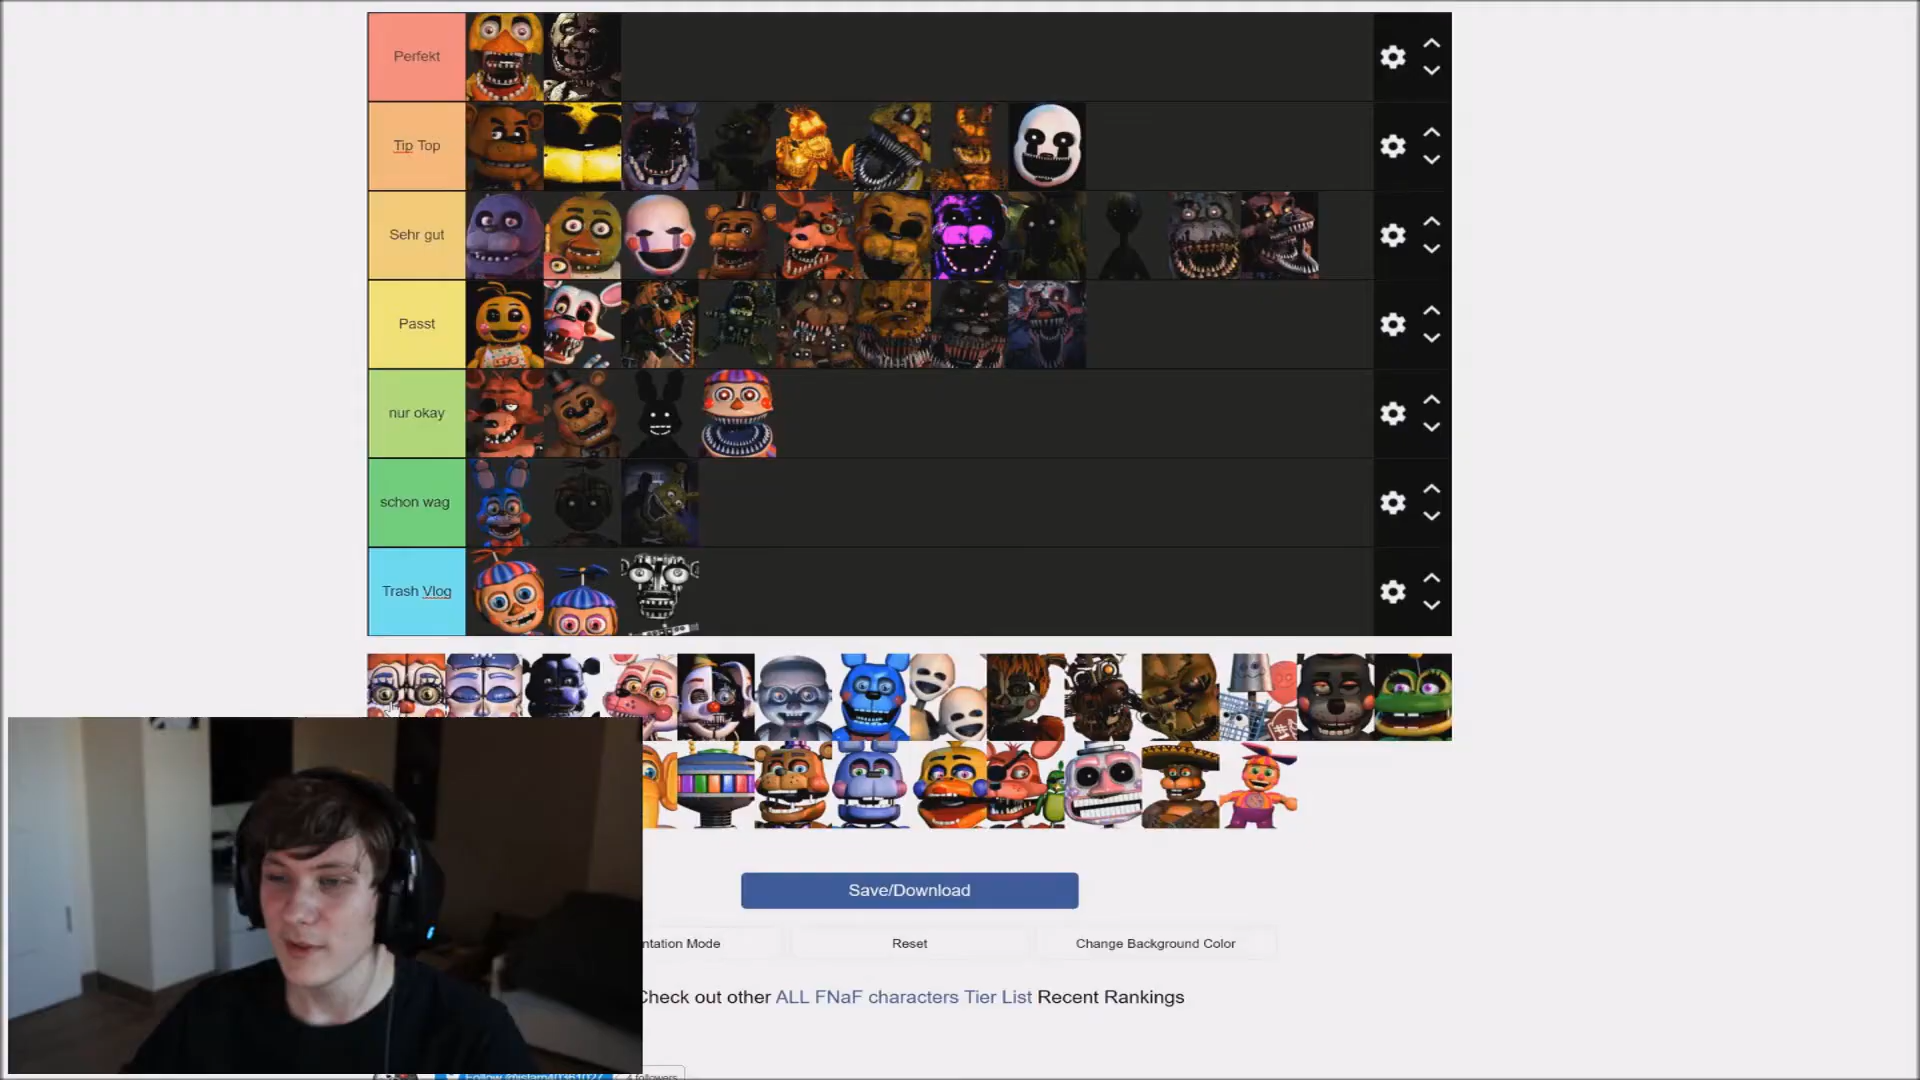 Perfekt
Tip Top
Sehr gut
Passt
nur okay
schon wag
Trash Vlog
Save/Download
ntation Mode
Reset
Change Background Color
Check out other ALL FNaF characters Tier List Recent Rankings
followers